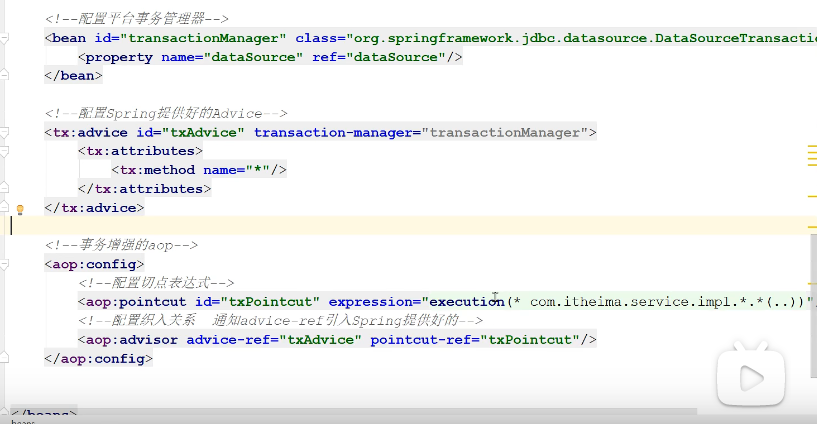 <!--配置平台事务管理器-->
<bean id="transactionManager" class="org.springframework.jdbc.datasource.DataSourceTransacti
<property name="dataSource" ref="dataSource"/>
</bean>
<!--配置Spring提供好的Advice-->
<tx:advice id="txAdvice" transaction-manager="transactionManager">
<tx:attributes>
<tx:method name="*"/>
</tx:attributes>
</tx:advice>
<!--事务增强的aop-->
<aop:config>
<!--配置切点表达式-->
<aop:pointcut id="txPointcut" expression="execution(* com.itheima.service.impl.*.*(..))"
<!--配置织入关系 通知advice-ref引入Spring提供好的-->
<aop:advisor advice-ref="txAdvice" pointcut-ref="txPointcut"/>
</aop:config>
</beans>
beans